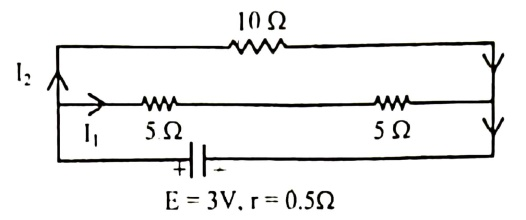 10 Ω
I₂
I₁
5 Ω
5 Ω
+ -
E = 3V, r = 0.5Ω